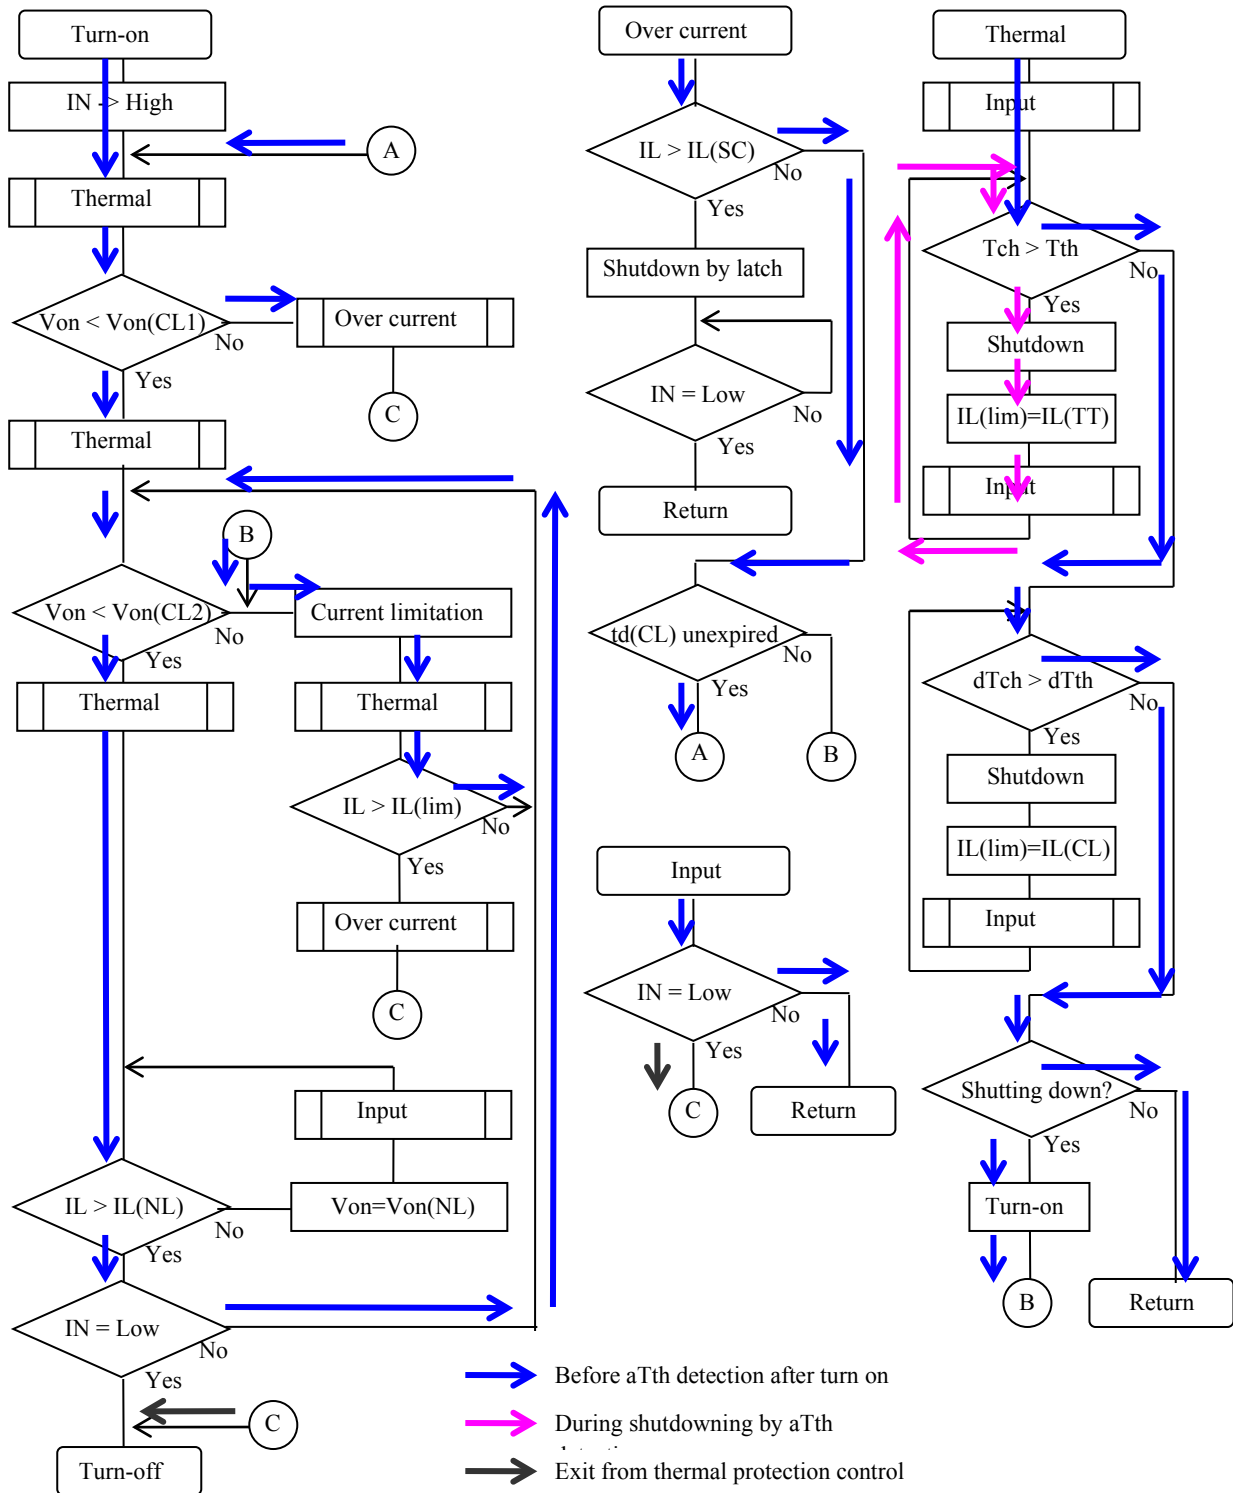 Turn-on
IN -> High
A
Thermal
Von < Von(CL1)
No
Over current
Yes
C
Thermal
B
Von < Von(CL2)
No
Current limitation
Yes
Thermal
Thermal
IL > IL(lim)
No
Yes
Over current
C
Input
IL > IL(NL)
No
Von=Von(NL)
Yes
IN = Low
No
Yes
C
Turn-off
Over current
IL > IL(SC)
No
Yes
Shutdown by latch
IN = Low
No
Yes
Return
td(CL) unexpired
No
Yes
A
B
Input
IN = Low
No
Yes
C
Return
Thermal
Input
Tch > Tth
No
Yes
Shutdown
IL(lim)=IL(TT)
Input
dTch > dTth
No
Yes
Shutdown
IL(lim)=IL(CL)
Input
Shutting down?
No
Yes
Turn-on
B
Return
Before aTth detection after turn on
During shutdowning by aTth
Exit from thermal protection control